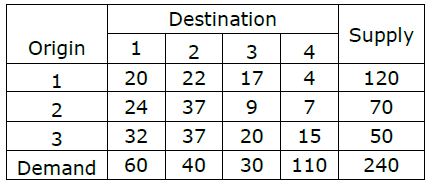 Origin Destination Supply
1 2 3 4
1 20 22 17 4 120
2 24 37 9 7 70
3 32 37 20 15 50
Demand 60 40 30 110 240